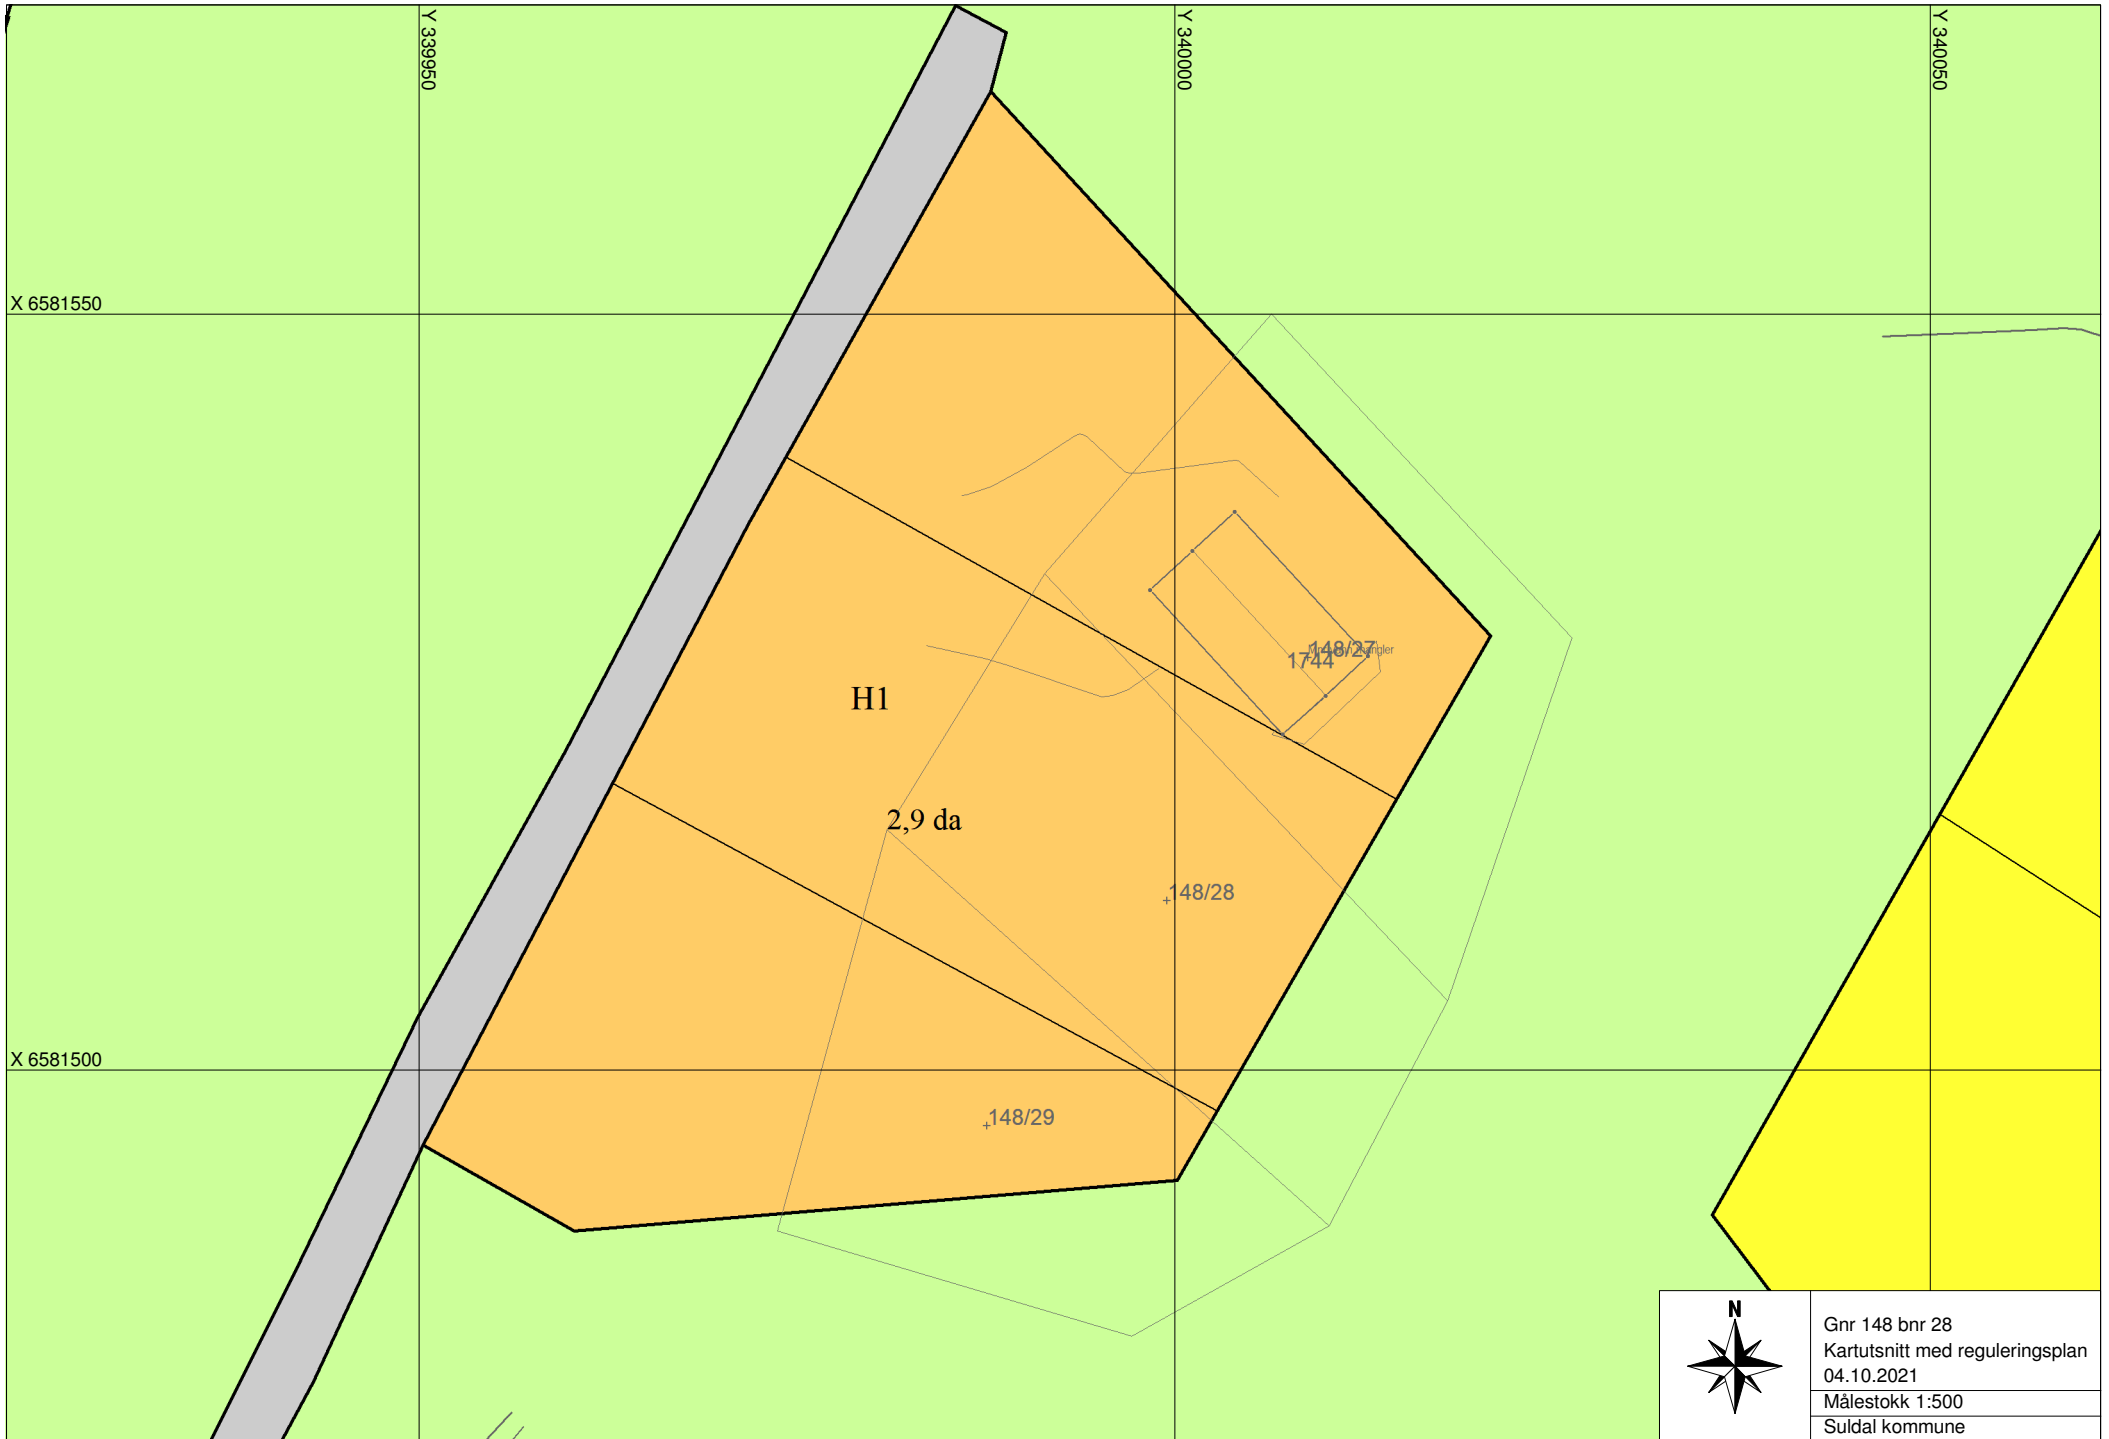 Y 339950
Y 340000
Y 340050
X 6581550
148/27
1744
H1
2,9 da
148/28
X 6581500
148/29
N
Gnr 148 bnr 28
Kartutsnitt med reguleringsplan
04.10.2021
Målestokk 1:500
Suldal kommune